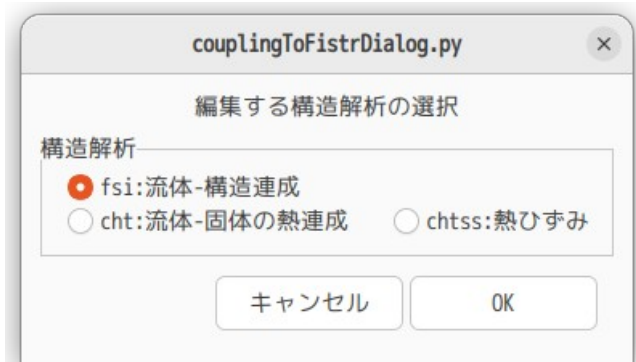 couplingToFistrDialog.py
編集する構造解析の選択
構造解析
fsi:流体-構造連成
cht:流体-固体の熱連成 chtss:熱ひずみ
キャンセル OK